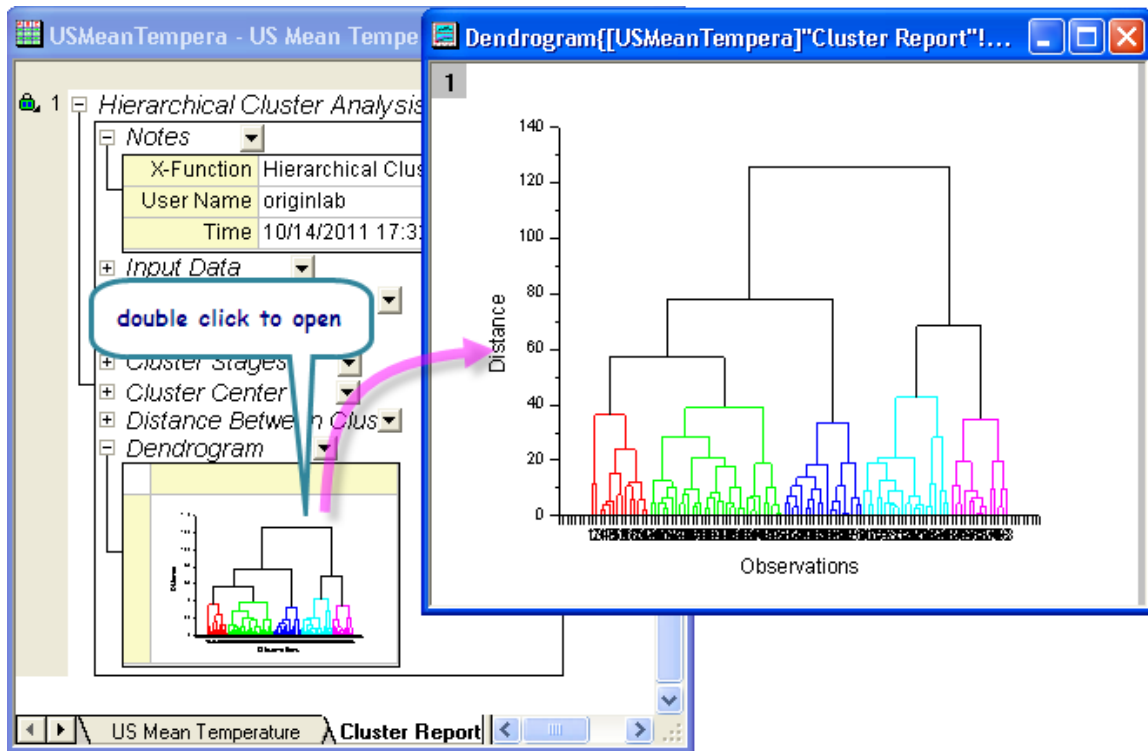 USMeanTempera - US Mean Tempe
1
Hierarchical Cluster Analysis
Notes
X-Function Hierarchical Clus
User Name originlab
Time 10/14/2011 17:3
Input Data
double click to open
Cluster Stages
Cluster Center
Distance Between Clus
Dendrogram
US Mean Temperature
Cluster Report
Dendrogram{[USMeanTempera]"Cluster Report"!...
1
140
120
100
80
60
40
20
0
Distance
Observations